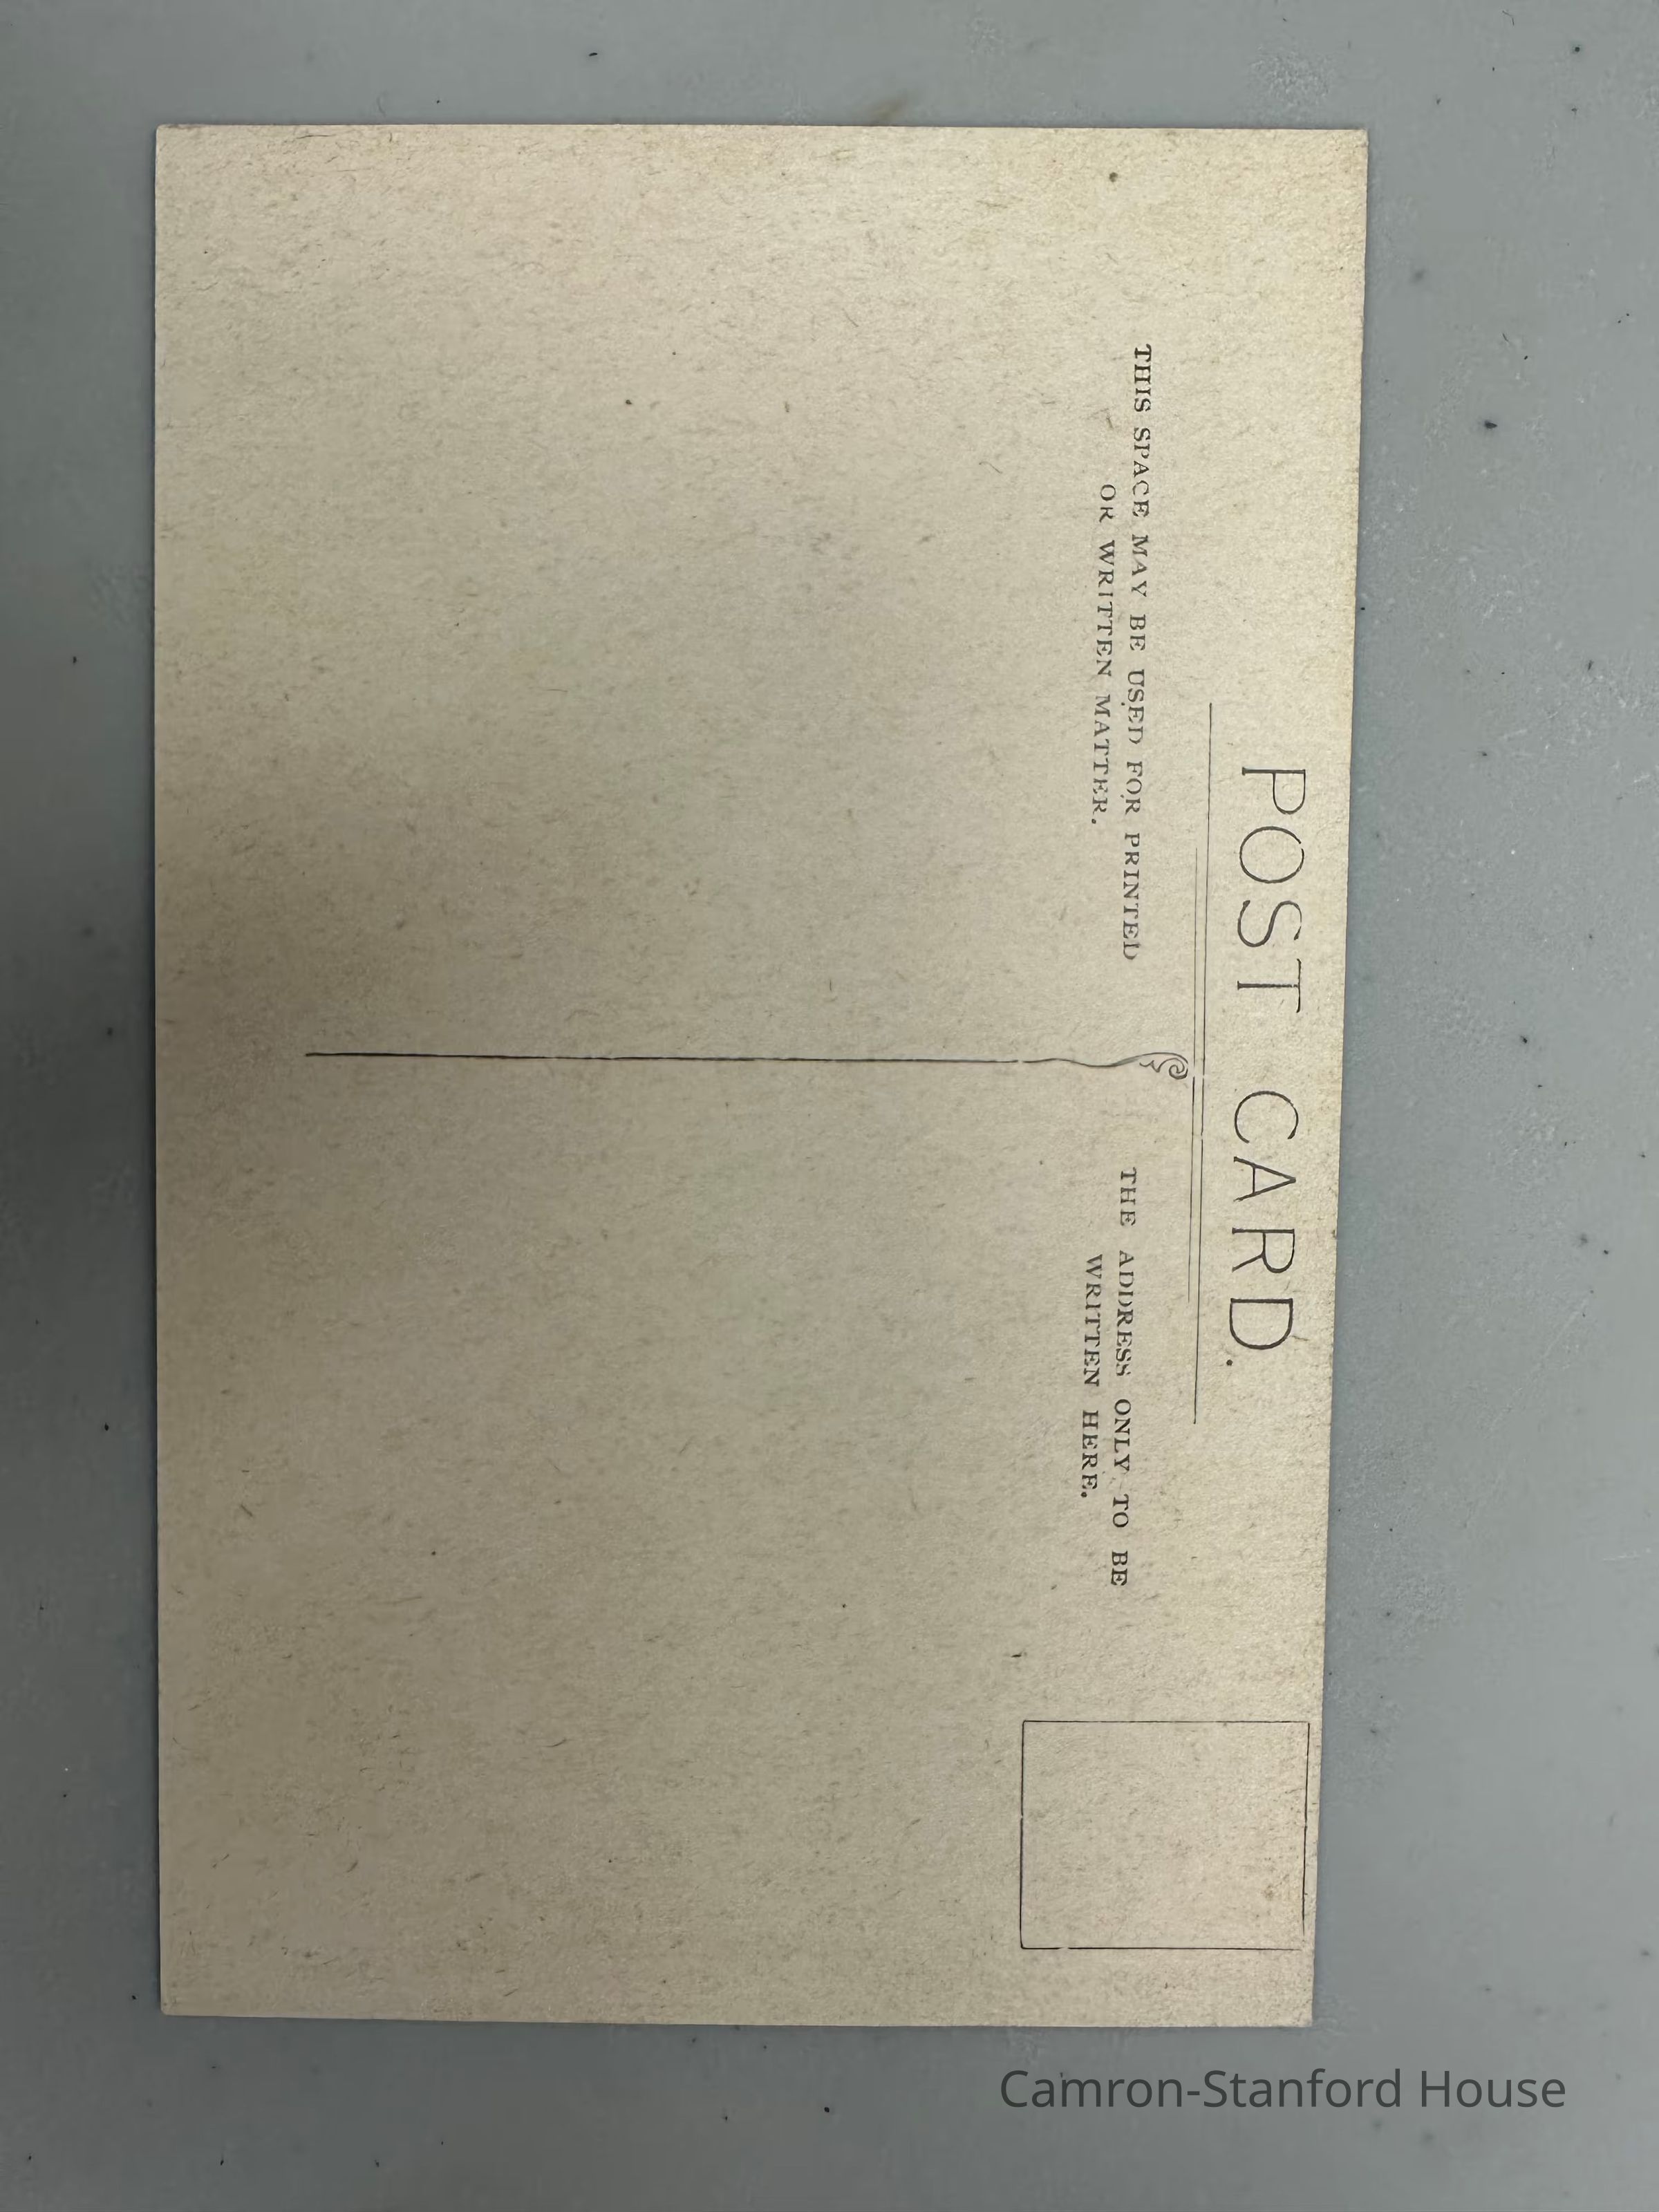 POST CARD.
THIS SPACE MAY BE USED FOR PRINTED
OR WRITTEN MATTER.
THE ADDRESS ONLY TO BE
WRITTEN HERE.
Camron-Stanford House